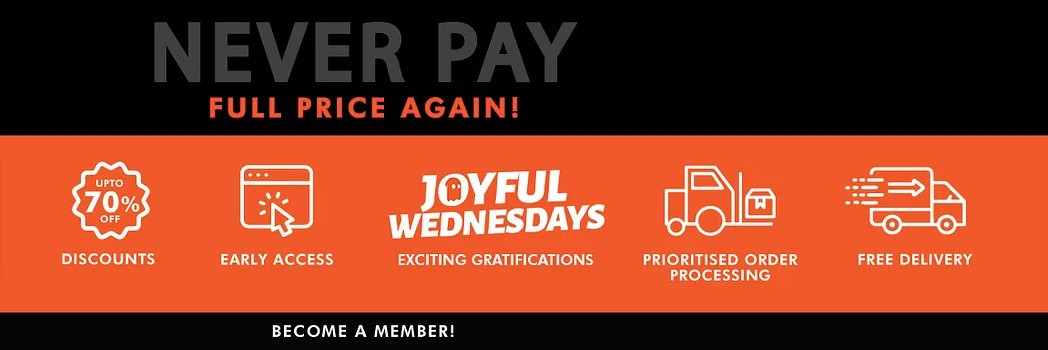 NEVER PAY
FULL PRICE AGAIN!
UPTO
70%
OFF
DISCOUNTS
EARLY ACCESS
JOYFUL
WEDNESDAYS
EXCITING GRATIFICATIONS
PRIORITISED ORDER
PROCESSING
FREE DELIVERY
BECOME A MEMBER!